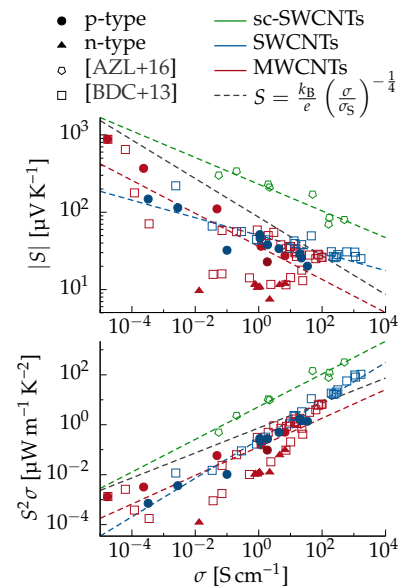 p-type sc-SWCNTs
n-type SWCNTs
[AZL+16] MWCNTs
[BDC+13] S = k_B/e (σ/σ_S)^{-1/4}
10^3
10^2
10^1
|S| [µV K^{-1}]
10^{-4} 10^{-2} 10^0 10^2 10^4
10^2
10^0
10^{-2}
10^{-4}
S^2σ [µW m^{-1} K^{-2}]
10^{-4} 10^{-2} 10^0 10^2 10^4
σ [S cm^{-1}]